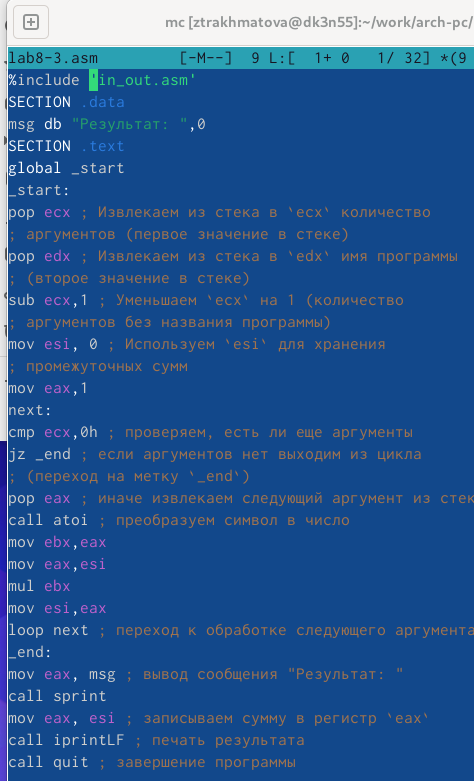 mc [ztrakhmatova@dk3n55]:~/work/arch-pc/
lab8-3.asm [-M--] 9 L:[ 1+ 0 1/ 32] *(9
%include 'in_out.asm'
SECTION .data
msg db "Результат: ",0
SECTION .text
global _start
_start:
pop ecx ; Извлекаем из стека в `ecx` количество
; аргументов (первое значение в стеке)
pop edx ; Извлекаем из стека в `edx` имя программы
; (второе значение в стеке)
sub ecx,1 ; Уменьшаем `ecx` на 1 (количество
; аргументов без названия программы)
mov esi, 0 ; Используем `esi` для хранения
; промежуточных сумм
mov eax,1
next:
cmp ecx,0h ; проверяем, есть ли еще аргументы
jz _end ; если аргументов нет выходим из цикла
; (переход на метку `_end`)
pop eax ; иначе извлекаем следующий аргумент из стек
call atoi ; преобразуем символ в число
mov ebx,eax
mov eax,esi
mul ebx
mov esi,eax
loop next ; переход к обработке следующего аргумента
_end:
mov eax, msg ; вывод сообщения "Результат: "
call sprint
mov eax, esi ; записываем сумму в регистр `eax`
call iprintLF ; печать результата
call quit ; завершение программы